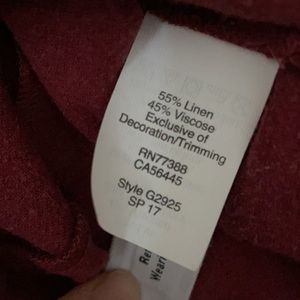 55% Linen
45% Viscose
Exclusive of
Decoration/Trimming
RN77388
CA56445
Style G2925
SP 17